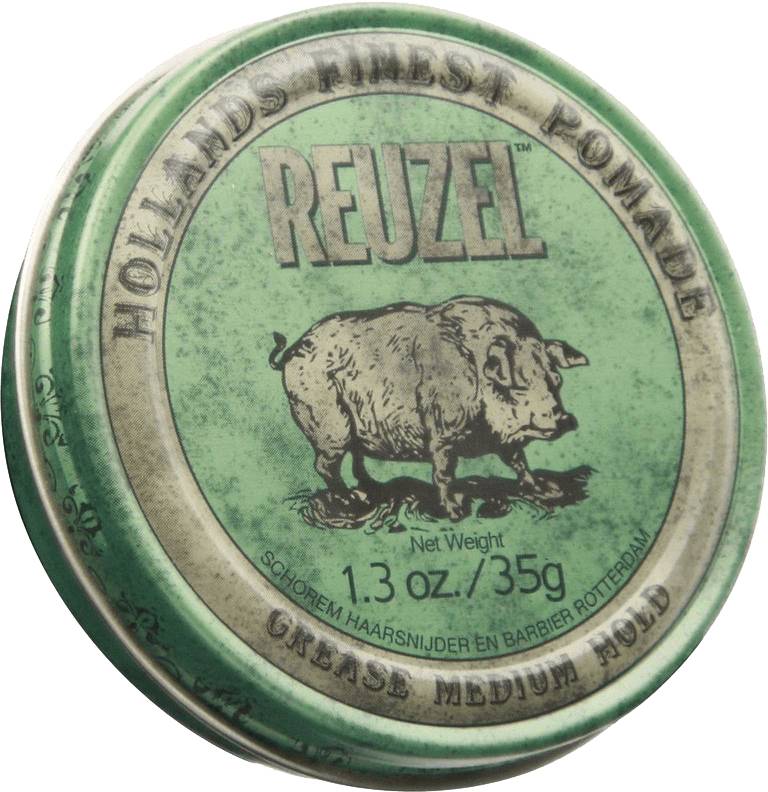 HOLLANDS FINEST POMADE
REUZEL™
Net Weight
1.3 oz./35g
SCHOREM HAARSNIJDER EN BARBIER ROTTERDAM
GREASE MEDIUM HOLD